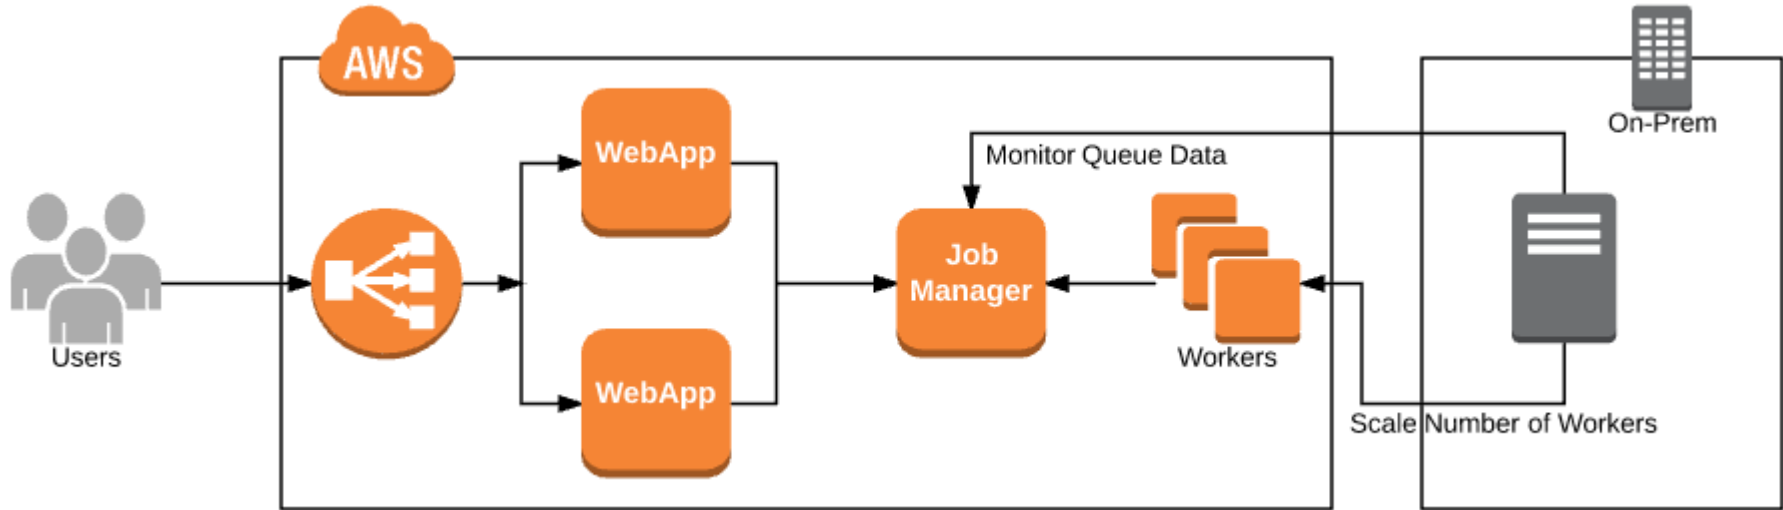 AWS
On-Prem
WebApp
Monitor Queue Data
Job
Manager
Users
Workers
WebApp
Scale Number of Workers